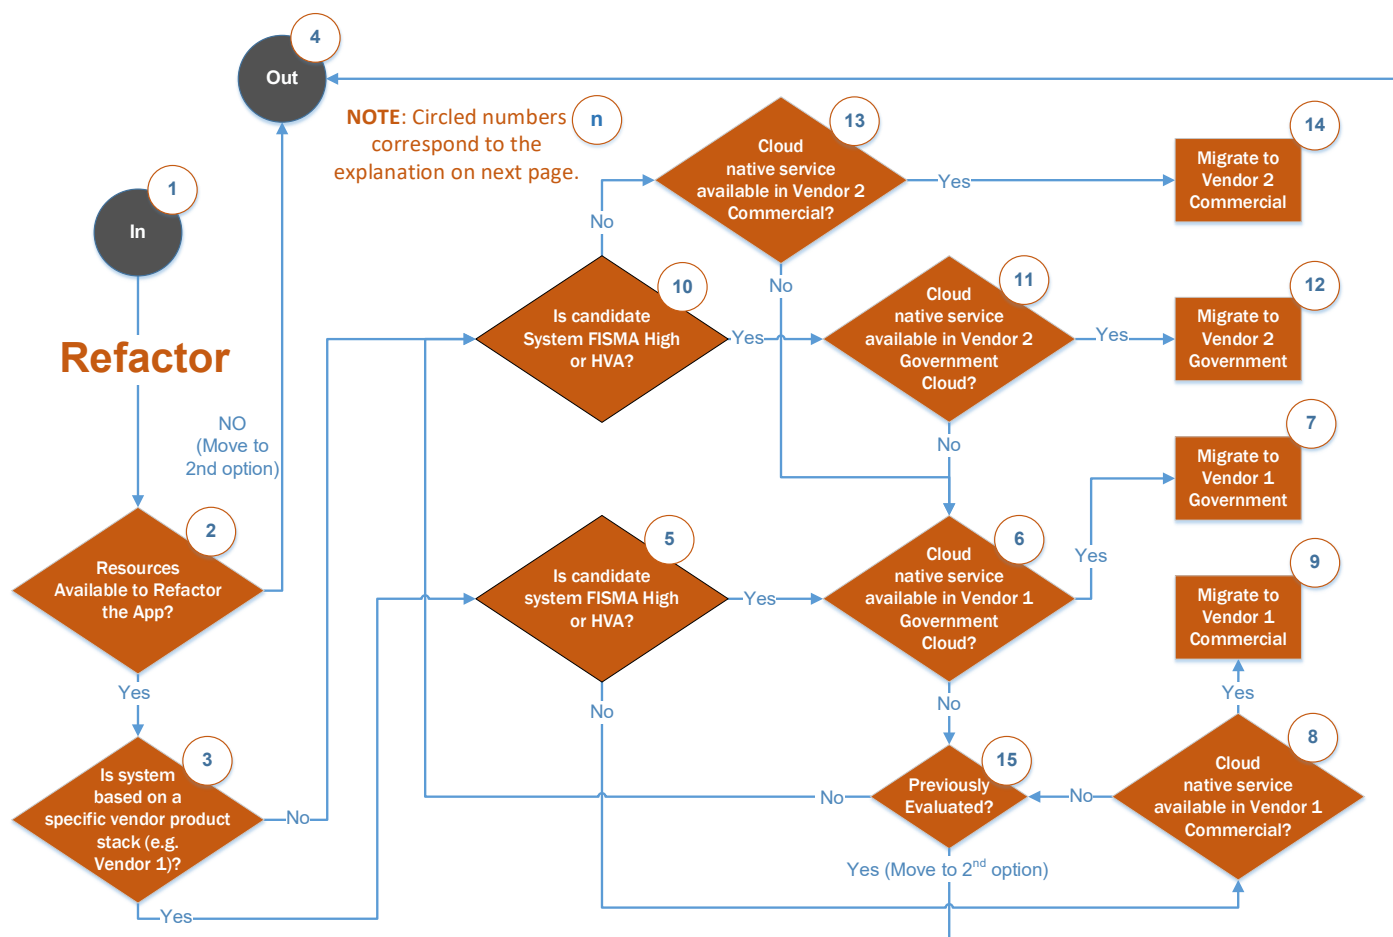 4
Out
NOTE: Circled numbers
correspond to the
explanation on next page.
n
13
Cloud
native service
available in Vendor 2
Commercial?
Yes
14
Migrate to
Vendor 2
Commercial
1
In
No
No
10
Is candidate
System FISMA High
or HVA?
Yes
11
Cloud
native service
available in Vendor 2
Government
Cloud?
Yes
12
Migrate to
Vendor 2
Government
Refactor
NO
(Move to
2nd option)
No
7
Migrate to
Vendor 1
Government
2
Resources
Available to Refactor
the App?
5
Is candidate
system FISMA High
or HVA?
Yes
6
Cloud
native service
available in Vendor 1
Government
Cloud?
Yes
9
Migrate to
Vendor 1
Commercial
Yes
No
No
Yes
3
Is system
based on a
specific vendor product
stack (e.g.
Vendor 1)?
No
Yes
No
15
Previously
Evaluated?
No
8
Cloud
native service
available in Vendor 1
Commercial?
Yes (Move to 2nd option)